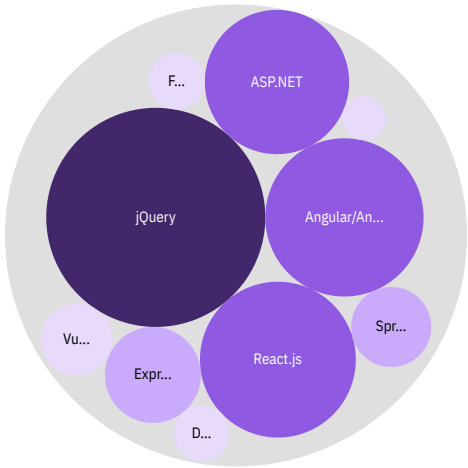 F...
ASP.NET
jQuery
Angular/An...
Vu...
Expr...
React.js
Spr...
D...